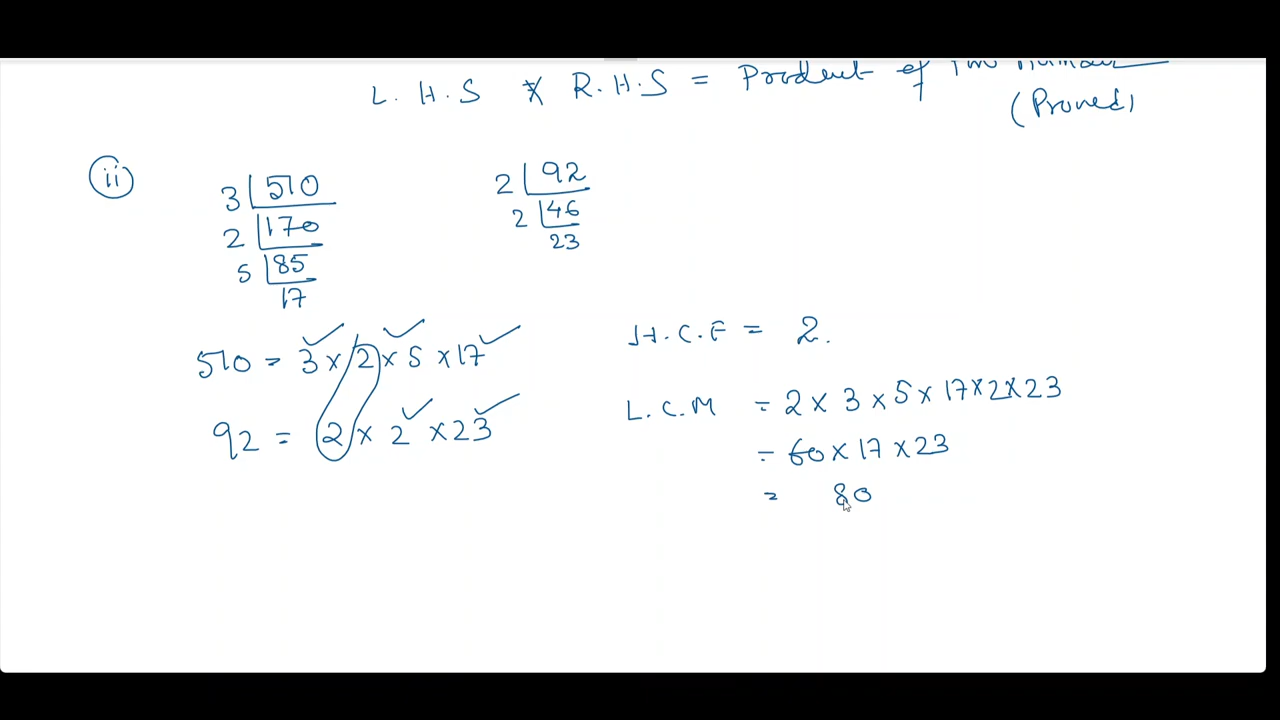 L. H. S × R. H. S = Product of
(Proved)
ii
3 | 510
2 | 170
5 | 85
17
2 | 92
2 | 46
23
510 = 3 × 2 × 5 × 17
92 = 2 × 2 × 23
H. C. F = 2.
L. C. M = 2 × 3 × 5 × 17 × 2 × 23
= 60 × 17 × 23
= 80